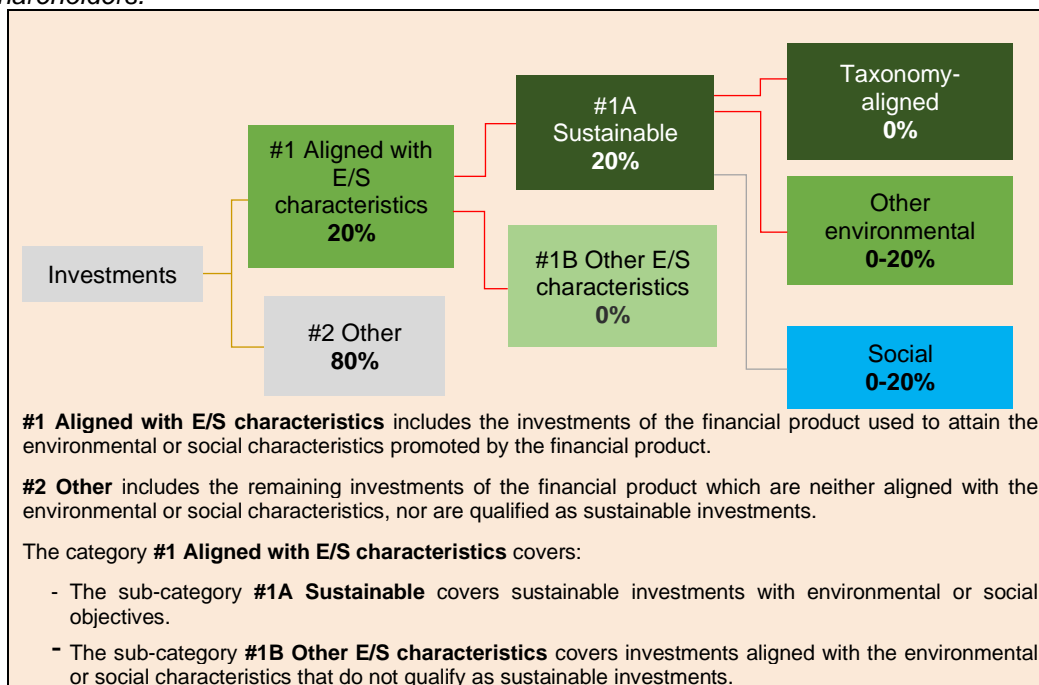 hareholders.
Investments
#1 Aligned with
E/S
characteristics
20%
#2 Other
80%
#1A
Sustainable
20%
#1B Other E/S
characteristics
0%
Taxonomy-
aligned
0%
Other
environmental
0-20%
Social
0-20%
#1 Aligned with E/S characteristics includes the investments of the financial product used to attain the
environmental or social characteristics promoted by the financial product.
#2 Other includes the remaining investments of the financial product which are neither aligned with the
environmental or social characteristics, nor are qualified as sustainable investments.
The category #1 Aligned with E/S characteristics covers:
- The sub-category #1A Sustainable covers sustainable investments with environmental or social
objectives.
- The sub-category #1B Other E/S characteristics covers investments aligned with the environmental
or social characteristics that do not qualify as sustainable investments.